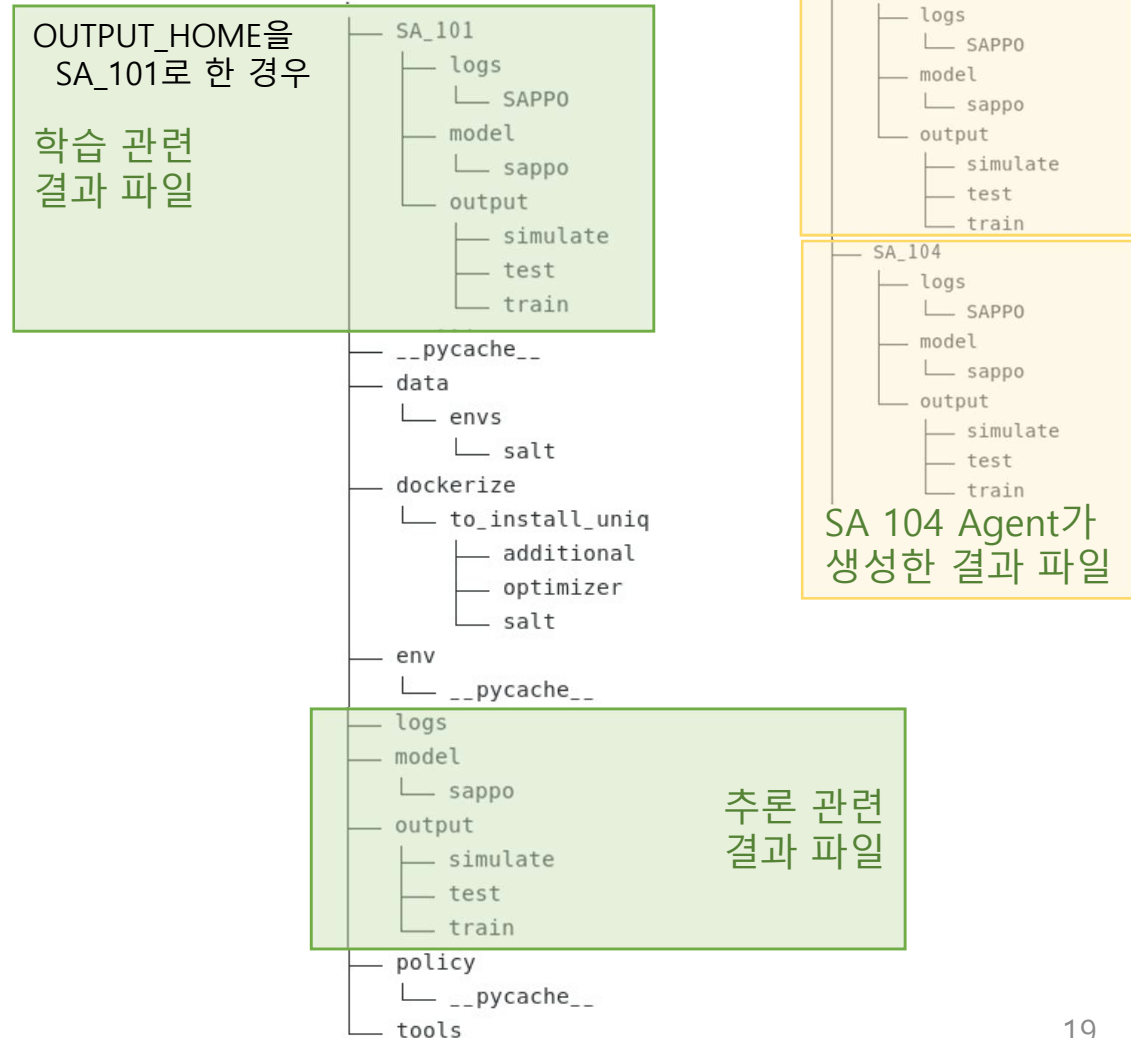 OUTPUT_HOME을
SA_101로 한 경우
학습 관련
결과 파일
├── SA_101
│   ├── logs
│   │   └── SAPPO
│   ├── model
│   │   └── sappo
│   └── output
│       ├── simulate
│       ├── test
│       └── train
├── __pycache__
├── data
│   └── envs
│       └── salt
├── dockerize
│   └── to_install_uniq
│       ├── additional
│       ├── optimizer
│       └── salt
├── env
│   └── __pycache__
├── logs
├── model
│   └── sappo
├── output
│   ├── simulate
│   ├── test
│   └── train
추론 관련
결과 파일
├── policy
│   └── __pycache__
└── tools
│   ├── logs
│   │   └── SAPPO
│   ├── model
│   │   └── sappo
│   └── output
│       ├── simulate
│       ├── test
│       └── train
├── SA_104
│   ├── logs
│   │   └── SAPPO
│   ├── model
│   │   └── sappo
│   └── output
│       ├── simulate
│       ├── test
│       └── train
SA 104 Agent가
생성한 결과 파일
19